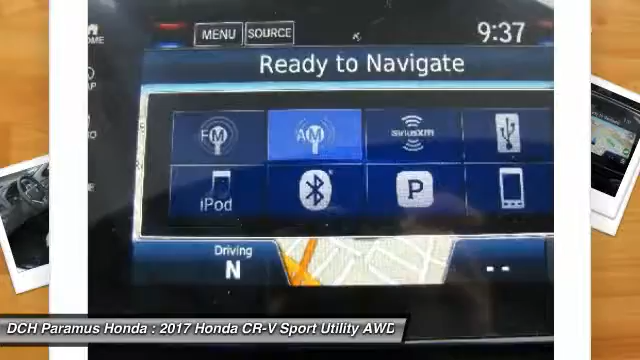 MENU SOURCE 9:37
OME
Ready to Navigate
FM AM siriusxm
iPod P
Driving
N --
DCH Paramus Honda : 2017 Honda CR-V Sport Utility AWD